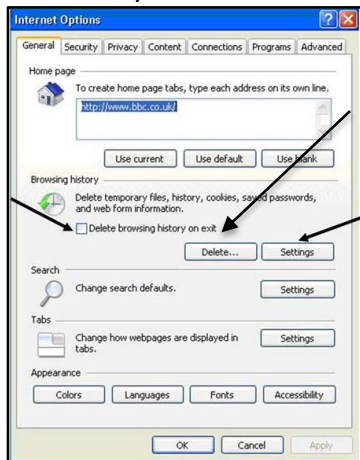 Internet Options
General Security Privacy Content Connections Programs Advanced
Home page
To create home page tabs, type each address on its own line.
http://www.bbc.co.uk/
Use current Use default Use blank
Browsing history
Delete temporary files, history, cookies, saved passwords,
and web form information.
Delete browsing history on exit
Delete... Settings
Search
Change search defaults. Settings
Tabs
Change how webpages are displayed in Settings
tabs.
Appearance
Colors Languages Fonts Accessibility
OK Cancel Apply